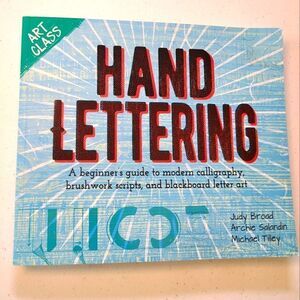 ART
CLASS
HAND
LETTERING
A beginner's guide to modern calligraphy,
brushwork scripts, and blackboard letter art
Judy Broad
Archie Salandin
Michael Tilley